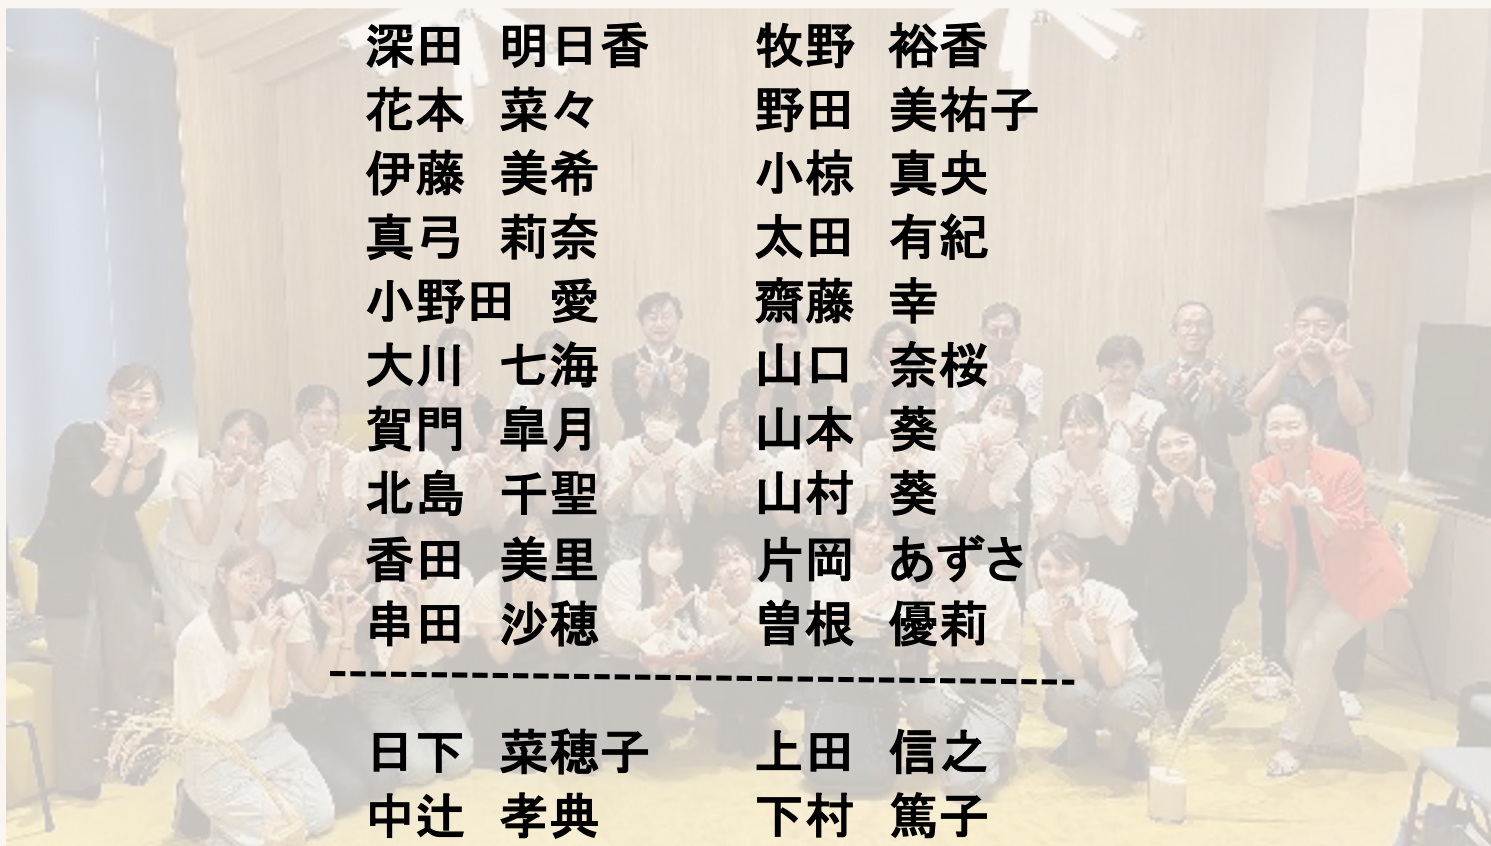 深田　明日香　　牧野　裕香
花本　菜々　　野田　美祐子
伊藤　美希　　小椋　真央
真弓　莉奈　　太田　有紀
小野田　愛　　齋藤　幸
大川　七海　　山口　奈桜
賀門　皐月　　山本　葵
北島　千聖　　山村　葵
香田　美里　　片岡　あずさ
串田　沙穂　　曽根　優莉
日下　菜穂子　　上田　信之
中辻　孝典　　下村　篤子